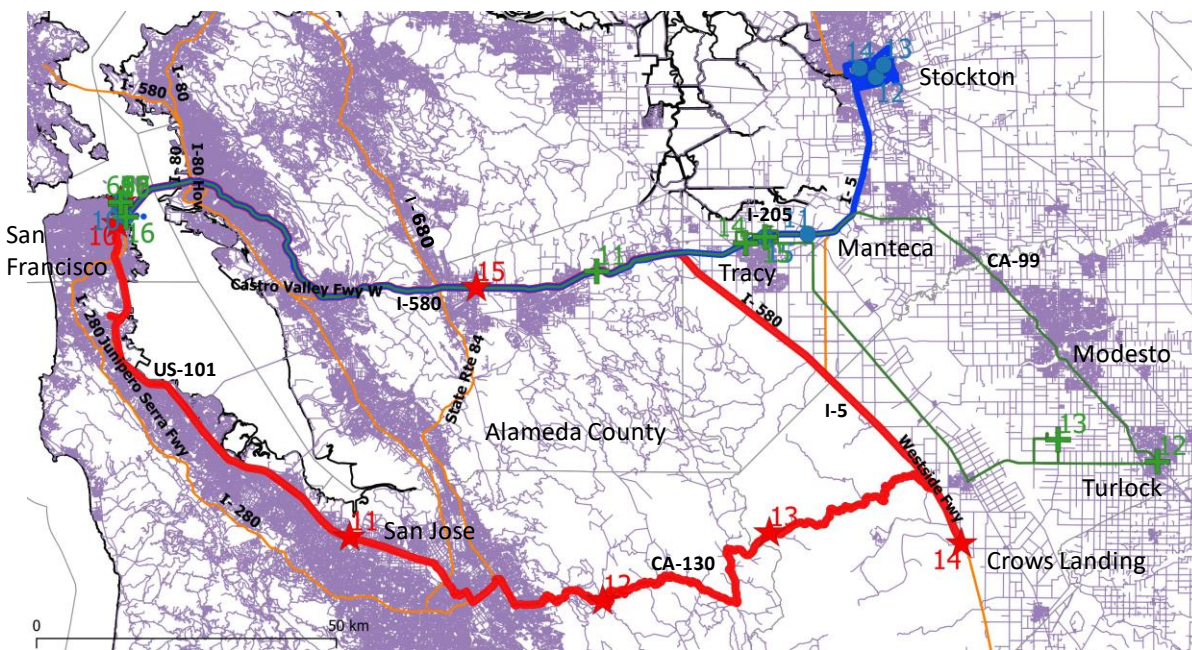 I- 580
I-80
I-80
I-80 How
I- 680
14
13
12
Stockton
I- 5
16
16
San
Francisco
I-205
14
11
15
Manteca
Tracy
11
15
CA-99
Castro Valley Fwy W
I-580
I- 580
I- 280
Junipero Serra Fwy
US-101
State Rte 84
Modesto
I-5
Alameda County
Westside Fwy
13
12
Turlock
I- 280
11
San Jose
13
14
Crows Landing
CA-130
12
0
50 km